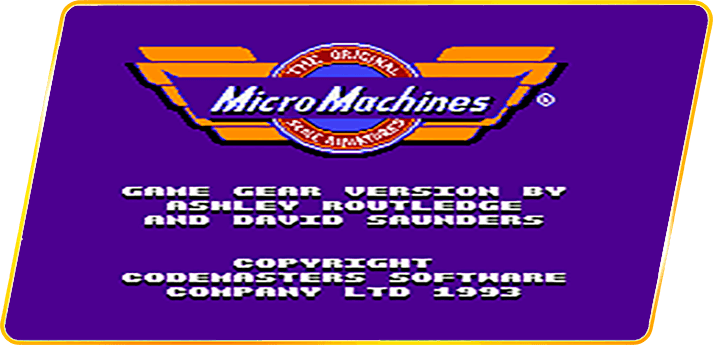 THE ORIGINAL
Micro Machines ®
SCALE MINIATURES
GAME GEAR VERSION BY
ASHLEY ROUTLEDGE
AND DAVID SAUNDERS
COPYRIGHT
CODEMASTERS SOFTWARE
COMPANY LTD 1993